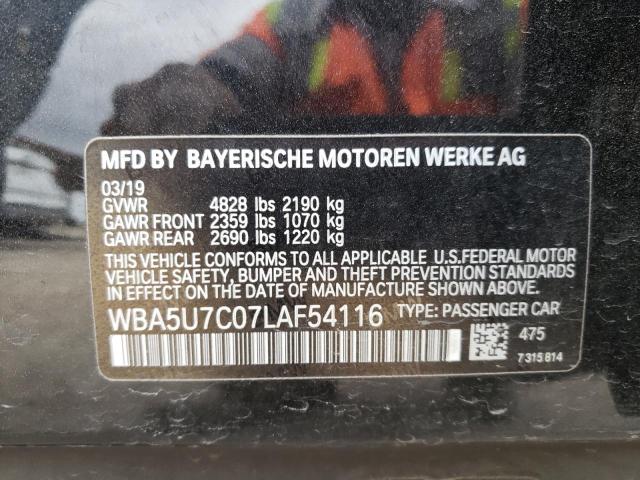 MFD BY BAYERISCHE MOTOREN WERKE AG
03/19
GVWR 4828 lbs 2190 kg
GAWR FRONT 2359 lbs 1070 kg
GAWR REAR 2690 lbs 1220 kg
THIS VEHICLE CONFORMS TO ALL APPLICABLE U.S.FEDERAL MOTOR
VEHICLE SAFETY, BUMPER AND THEFT PREVENTION STANDARDS
IN EFFECT ON THE DATE OF MANUFACTURE SHOWN ABOVE.
WBA5U7C07LAF54116 TYPE: PASSENGER CAR
475
7 315 814